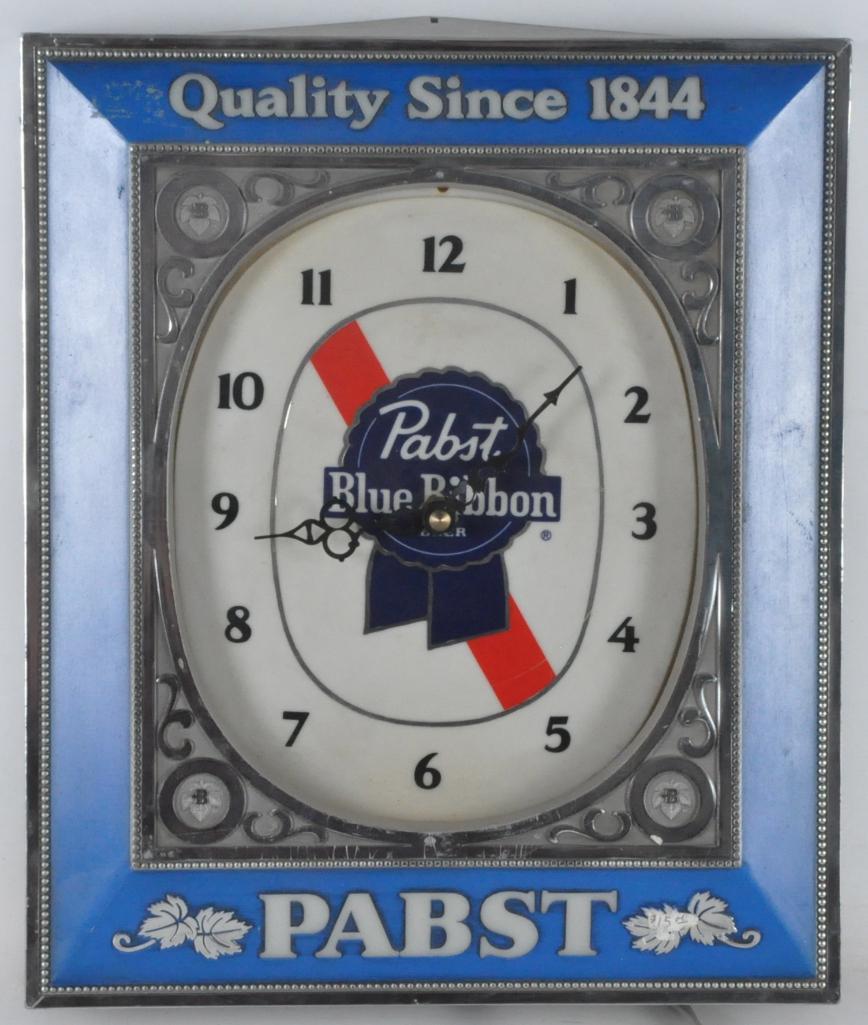 Quality Since 1844
B B
12
11 1
10 2
Pabst
Blue Ribbon
BEER ®
9 3
8 4
7 5
6
B B
PABST